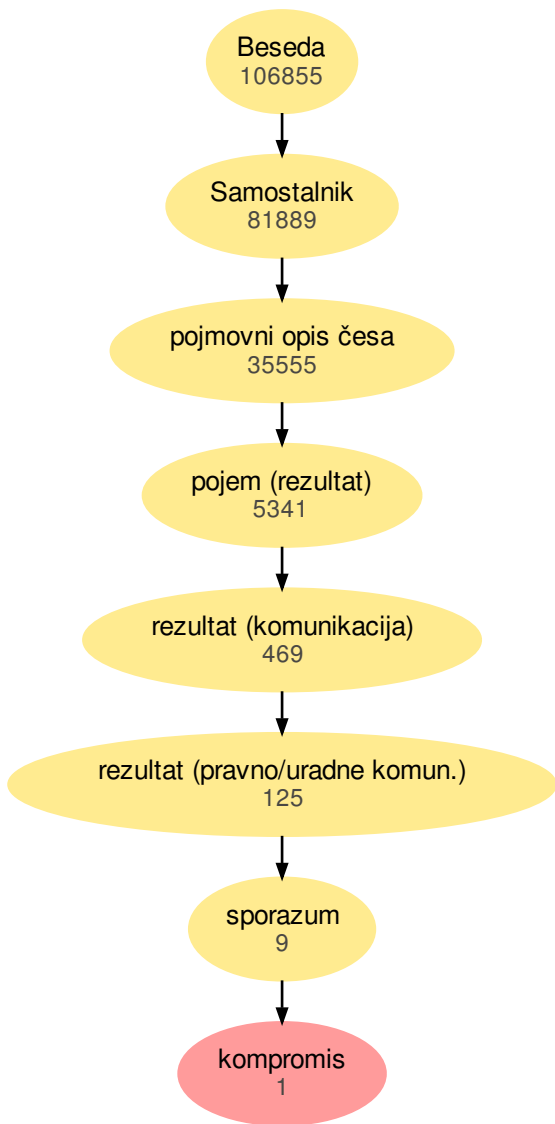 Beseda
106855
Samostalnik
81889
pojmovni opis česa
35555
pojem (rezultat)
5341
rezultat (komunikacija)
469
rezultat (pravno/uradne komun.)
125
sporazum
9
kompromis
1